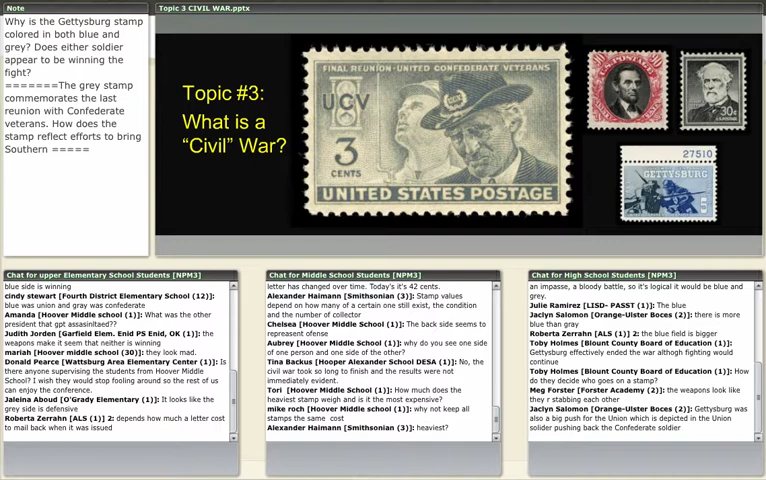 Note
Why is the Gettysburg stamp
colored in both blue and
grey? Does either soldier
appear to be winning the
fight?
=======The grey stamp
commemorates the last
reunion with Confederate
veterans. How does the
stamp reflect efforts to bring
Southern =====
Topic 3 CIVIL WAR.pptx
Topic #3:
What is a
“Civil” War?
FINAL REUNION-UNITED CONFEDERATE VETERANS
UCV
3
CENTS
UNITED STATES POSTAGE
30¢
27510
GETTYSBURG
Chat for upper Elementary School Students [NPM3]
blue side is winning
cindy stewart [Fourth District Elementary School (12)]:
blue was union and gray was confederate
Amanda [Hoover Middle school (1)]: What was the other
president that gpt assasinitaed??
Judith Jorden [Garfield Elem. Enid PS Enid, OK (1)]: the
weapons make it seem that neither is winning
mariah [Hoover middle school (30)]: they look mad.
Donald Pearce [Wattsburg Area Elementary Center (1)]: Is
there anyone supervising the students from Hoover Middle
School? I wish they would stop fooling around so the rest of us
can enjoy the conference.
Jaleina Aboud [O'Grady Elementary (1)]: It looks like the
grey side is defensive
Roberta Zerrahn [ALS (1)] 2: depends how much a letter cost
to mail back when it was issued
Chat for Middle School Students [NPM3]
letter has changed over time. Today's it's 42 cents.
Alexander Haimann [Smithsonian (3)]: Stamp values
depend on how many of a certain one still exist, the condition
and the number of collector
Chelsea [Hoover Middle School (1)]: The back side seems to
represaent ofense
Aubrey [Hoover Middle School (1)]: why do you see one side
of one person and one side of the other?
Tina Backus [Hooper Alexander School DESA (1)]: No, the
civil war took so long to finish and the results were not
immediately evident.
Tori [Hoover Middle School (1)]: How much does the
heaviest stamp weigh and is it the most expensive?
mike roch [Hoover Middle school (1)]: why not keep all
stamps the same cost
Alexander Haimann [Smithsonian (3)]: heaviest?
Chat for High School Students [NPM3]
an impasse, a bloody battle, so it's logical it would be blue and
grey.
Julie Ramirez [LISD- PASST (1)]: The blue
Jaclyn Salomon [Orange-Ulster Boces (2)]: there is more
blue than gray
Roberta Zerrahn [ALS (1)] 2: the blue field is bigger
Toby Holmes [Blount County Board of Education (1)]:
Gettysburg effectively ended the war althogh fighting would
continue
Toby Holmes [Blount County Board of Education (1)]: How
do they decide who goes on a stamp?
Meg Forster [Forster Academy (2)]: the weapons look like
they r stabbing each other
Jaclyn Salomon [Orange-Ulster Boces (2)]: Gettysburg was
also a big push for the Union which is depicted in the Union
solider pushing back the Confederate soldier